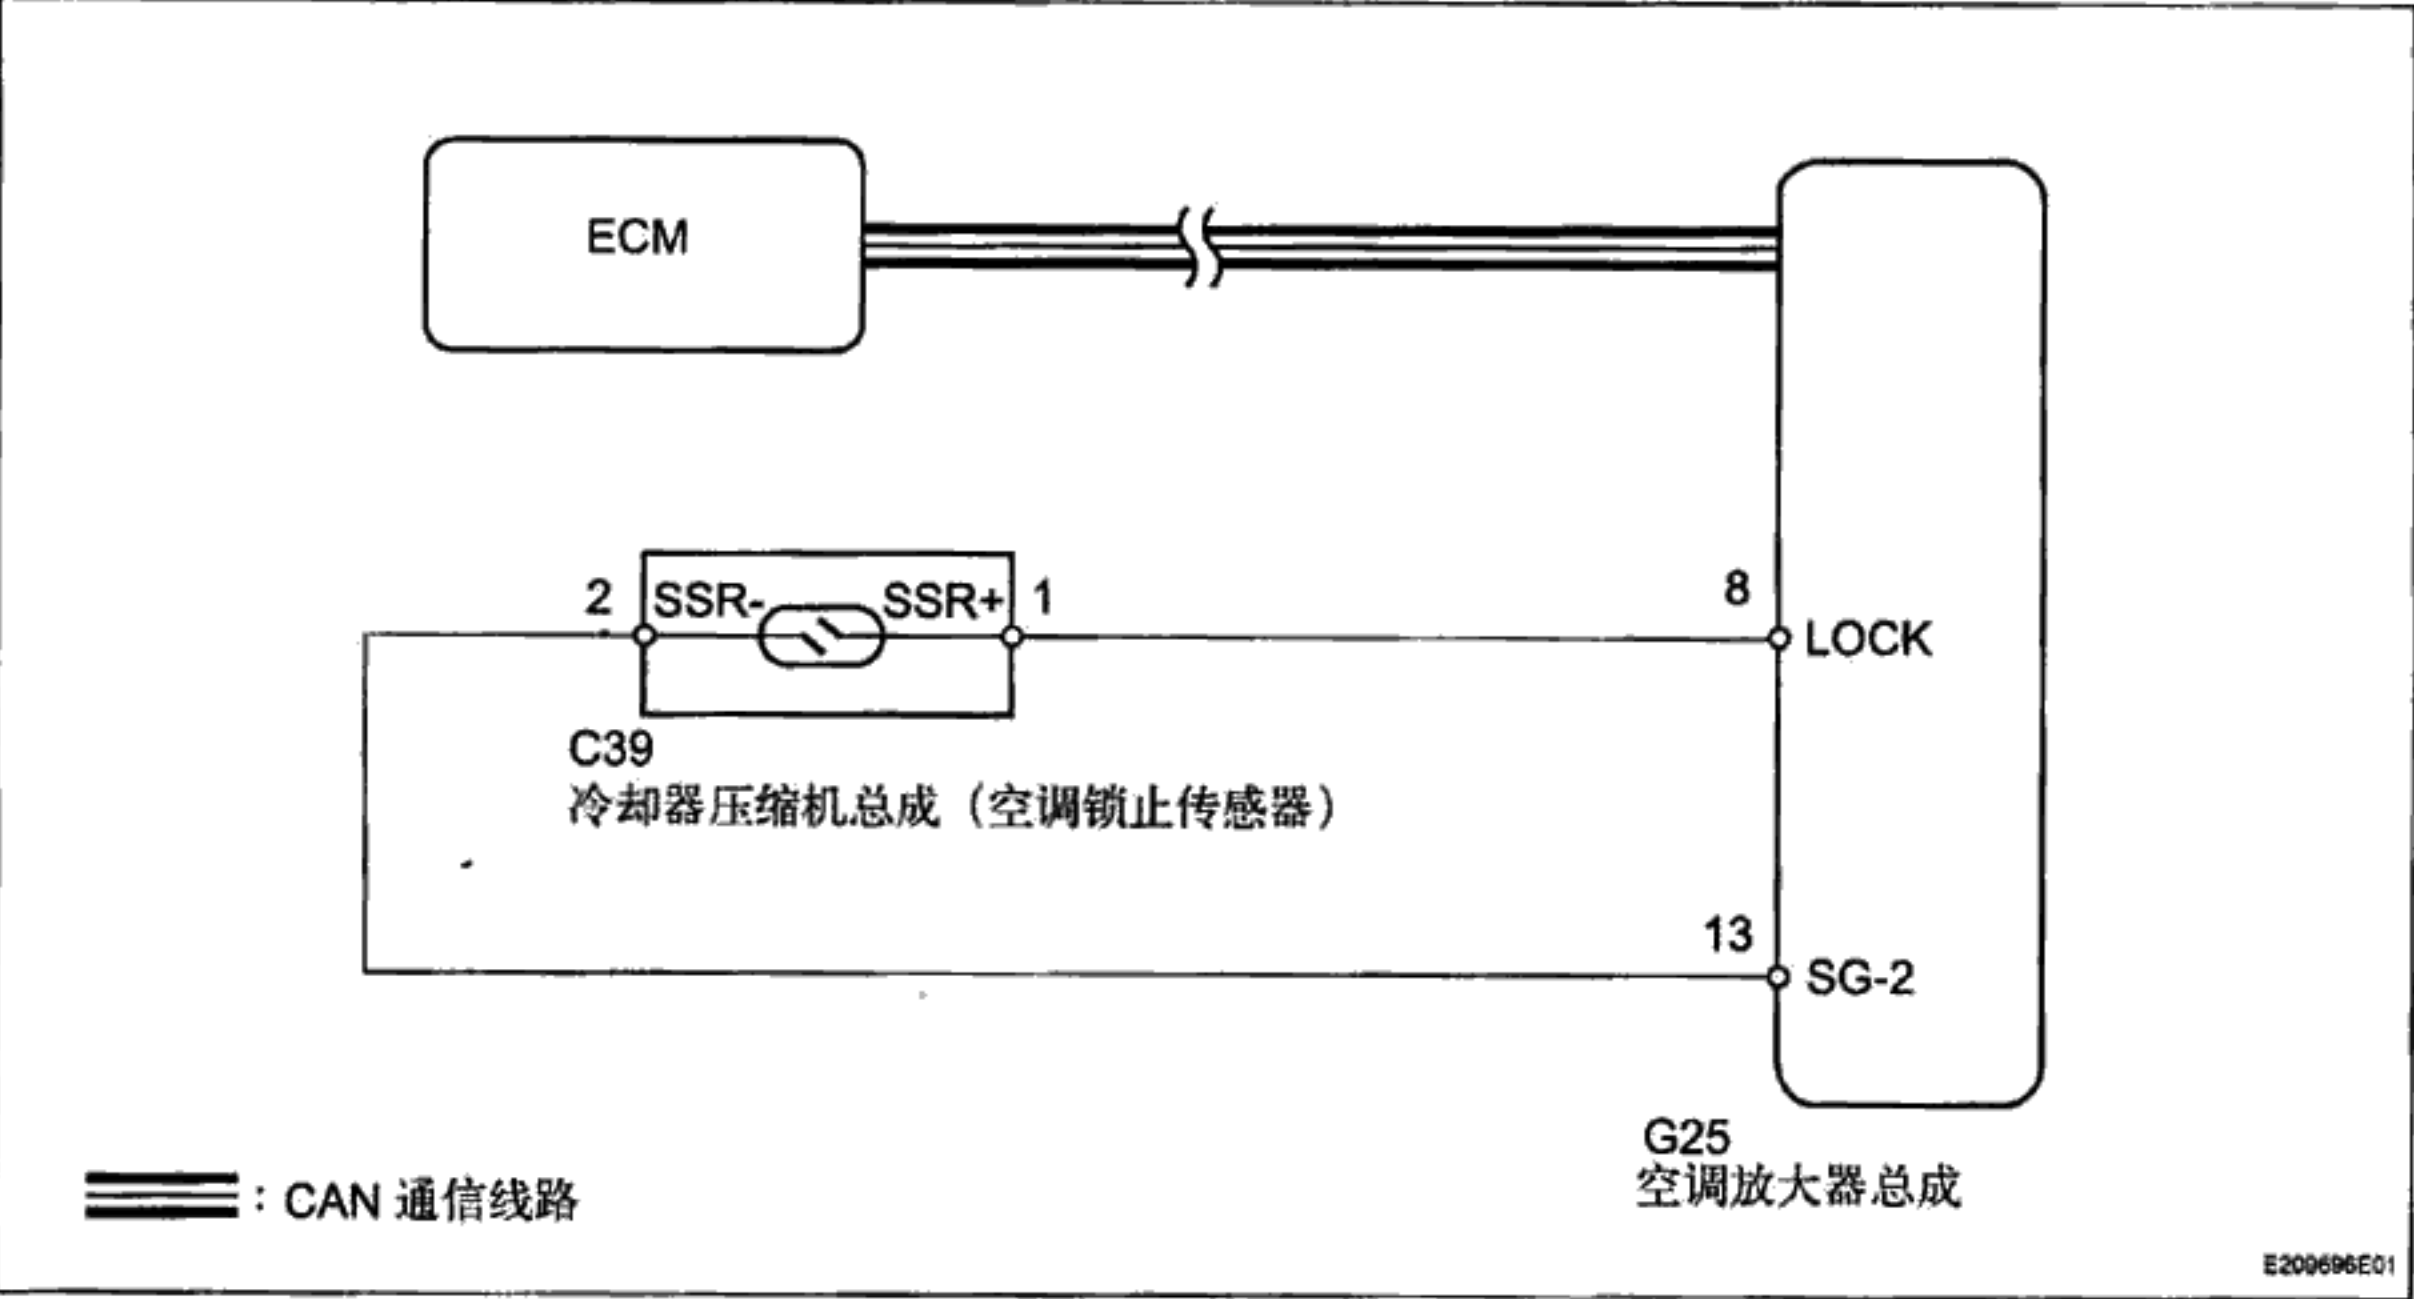 ECM
8
2 SSR- SSR+ 1
LOCK
C39
冷却器压缩机总成（空调锁止传感器）
13
SG-2
G25
空调放大器总成
：CAN 通信线路
E209696E01